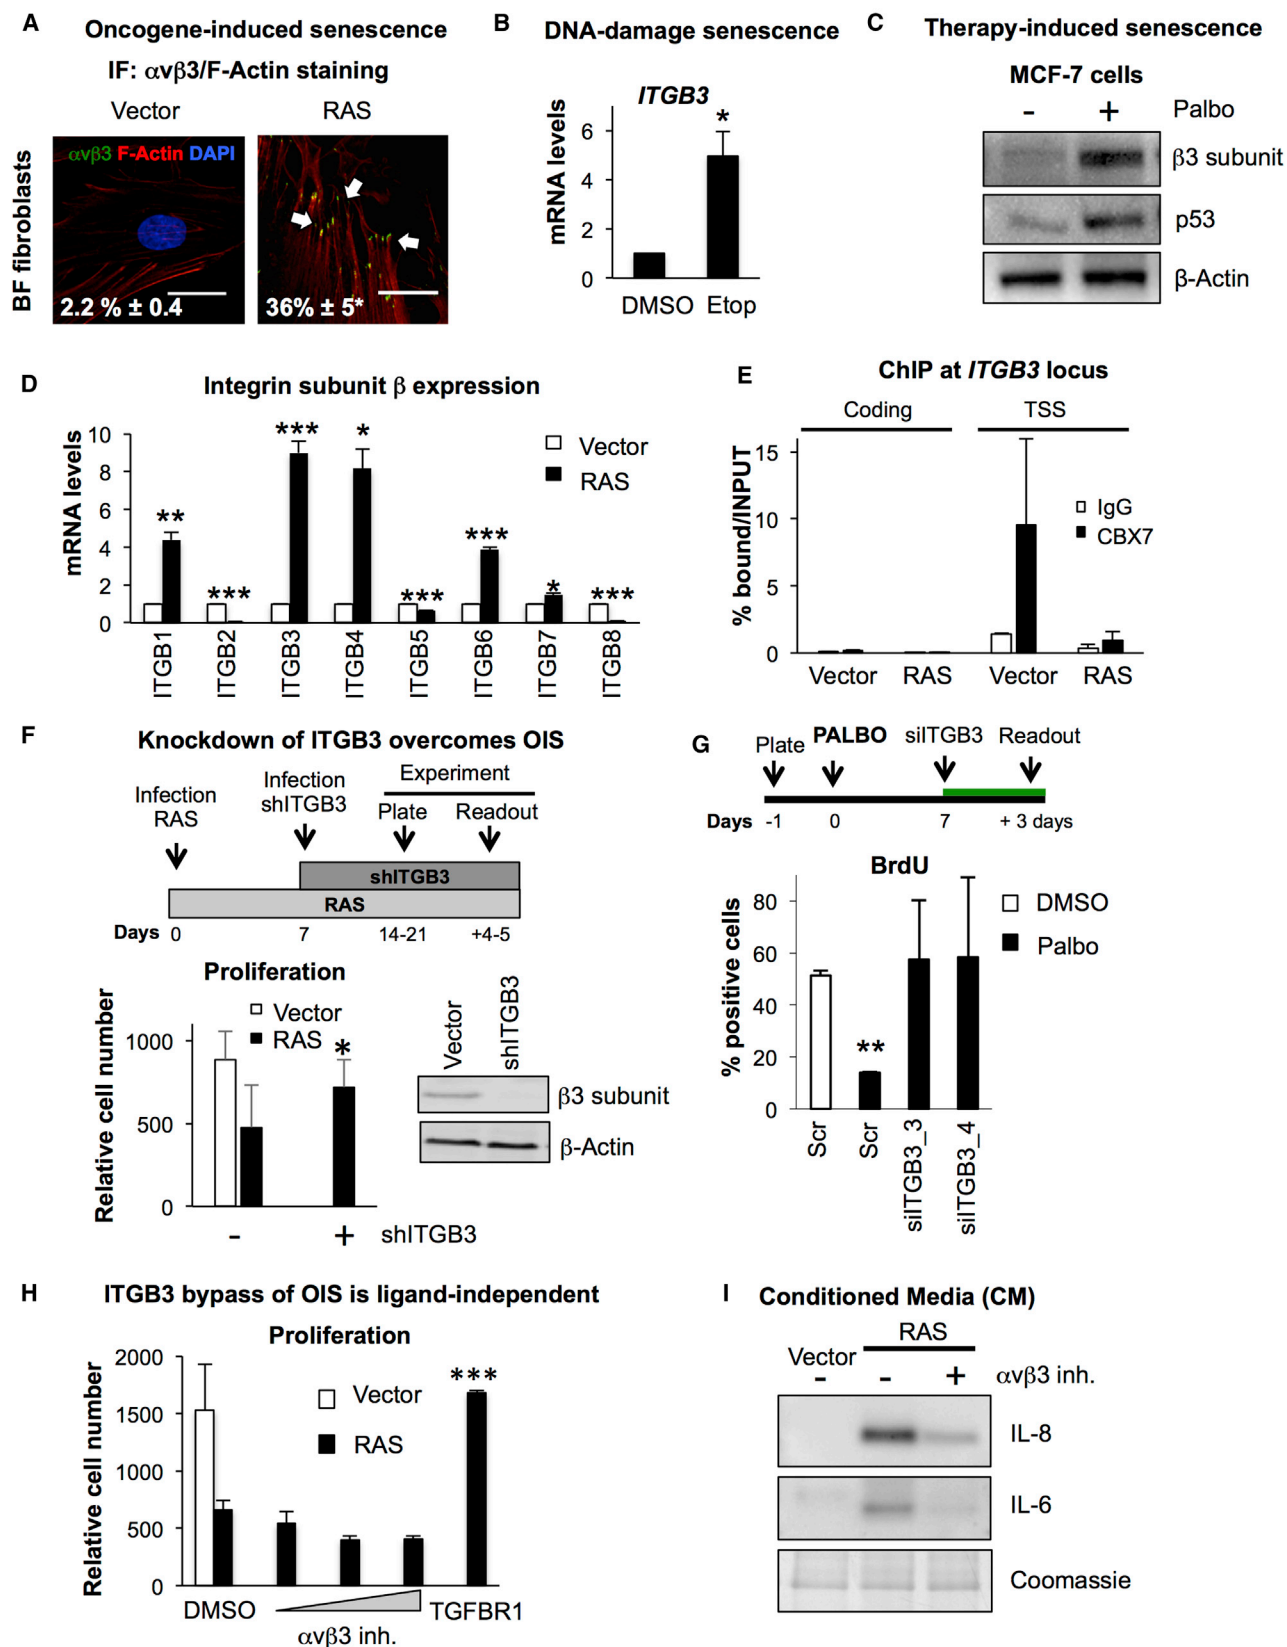 A
Oncogene-induced senescence
IF: αvβ3/F-Actin staining
Vector
RAS
BF fibroblasts
αvβ3 F-Actin DAPI
2.2 % ± 0.4
36% ± 5*
B
DNA-damage senescence
ITGB3
mRNA levels
6
4
2
0
*
DMSO
Etop
C
Therapy-induced senescence
MCF-7 cells
- + Palbo
β3 subunit
p53
β-Actin
D
Integrin subunit β expression
mRNA levels
10
8
6
4
2
0
** *** *** * *** *** * ***
Vector
RAS
ITGB1
ITGB2
ITGB3
ITGB4
ITGB5
ITGB6
ITGB7
ITGB8
E
ChIP at ITGB3 locus
Coding
TSS
% bound/INPUT
15
10
5
0
IgG
CBX7
Vector
RAS
Vector
RAS
F
Knockdown of ITGB3 overcomes OIS
Infection
RAS
Infection
shITGB3
Experiment
Plate
Readout
shITGB3
RAS
Days 0 7 14-21 +4-5
Proliferation
Relative cell number
1000
500
0
Vector
RAS
*
- + shITGB3
Vector
shITGB3
β3 subunit
β-Actin
G
Plate
PALBO
siITGB3
Readout
Days -1 0 7 + 3 days
BrdU
% positive cells
80
60
40
20
0
**
DMSO
Palbo
Scr
Scr
siITGB3_3
siITGB3_4
H
ITGB3 bypass of OIS is ligand-independent
Proliferation
Relative cell number
2000
1500
1000
500
0
Vector
RAS
***
DMSO
αvβ3 inh.
TGFBR1
I
Conditioned Media (CM)
RAS
Vector
- - + αvβ3 inh.
IL-8
IL-6
Coomassie